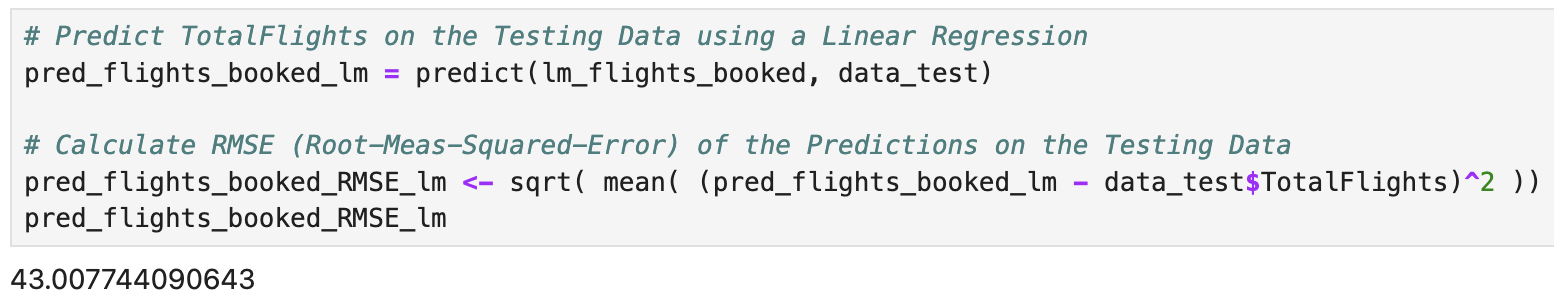 # Predict TotalFlights on the Testing Data using a Linear Regression
pred_flights_booked_lm = predict(lm_flights_booked, data_test)
# Calculate RMSE (Root-Meas-Squared-Error) of the Predictions on the Testing Data
pred_flights_booked_RMSE_lm <- sqrt( mean( (pred_flights_booked_lm - data_test$TotalFlights)^2 ))
pred_flights_booked_RMSE_lm
43.007744090643